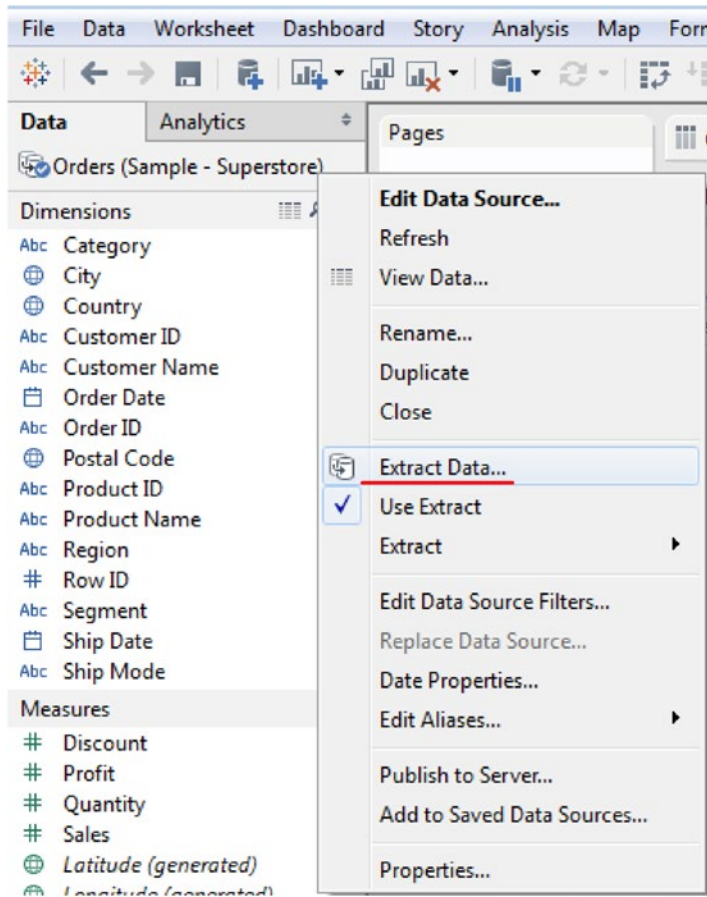 File Data Worksheet Dashboard Story Analysis Map Forn
Data Analytics Pages
Orders (Sample - Superstore)
Dimensions
Abc Category
City
Country
Abc Customer ID
Abc Customer Name
Order Date
Abc Order ID
Postal Code
Abc Product ID
Abc Product Name
Abc Region
# Row ID
Abc Segment
Ship Date
Abc Ship Mode
Measures
# Discount
# Profit
# Quantity
# Sales
Latitude (generated)
Longitude (generated)
Edit Data Source...
Refresh
View Data...
Rename...
Duplicate
Close
Extract Data...
Use Extract
Extract
Edit Data Source Filters...
Replace Data Source...
Date Properties...
Edit Aliases...
Publish to Server...
Add to Saved Data Sources...
Properties...